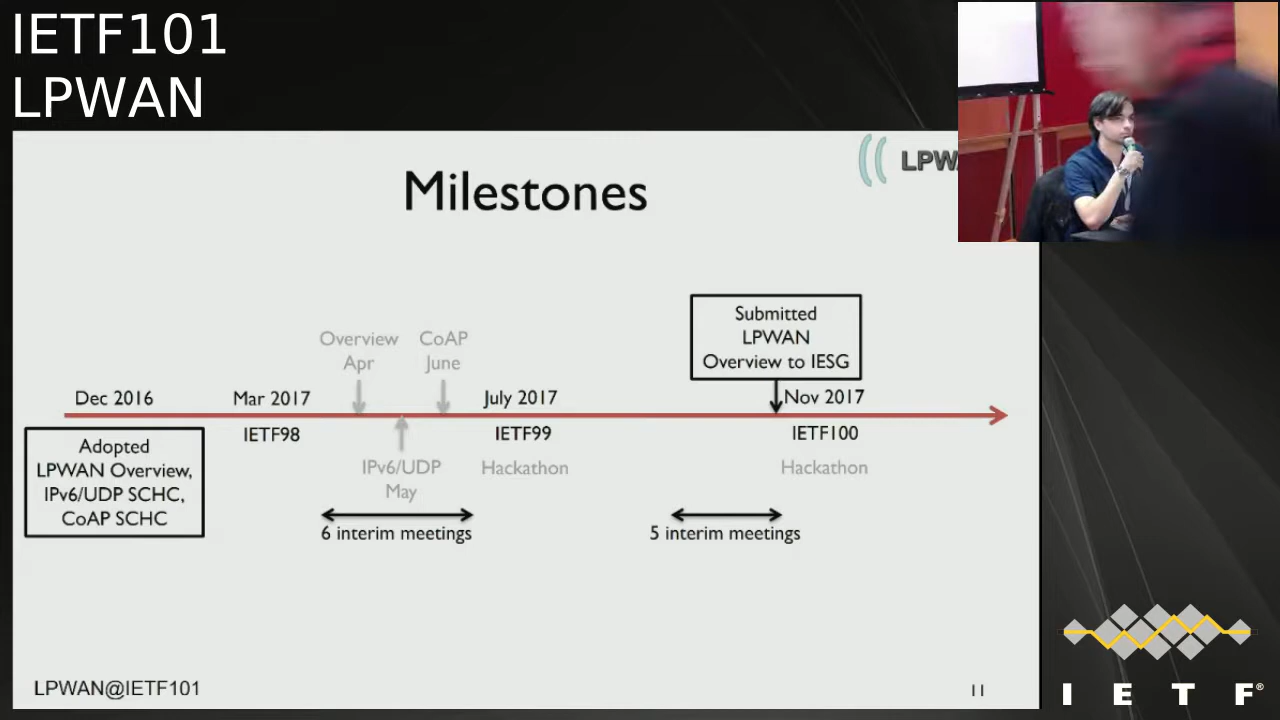 IETF101
LPWAN
Milestones
Submitted
LPWAN
Overview to IESG
Overview
Apr
CoAP
June
Dec 2016
Mar 2017
July 2017
Nov 2017
IETF98
IETF99
IETF100
Adopted
LPWAN Overview,
IPv6/UDP SCHC,
CoAP SCHC
IPv6/UDP
May
Hackathon
Hackathon
6 interim meetings
5 interim meetings
LPWAN@IETF101
11
I E T F®